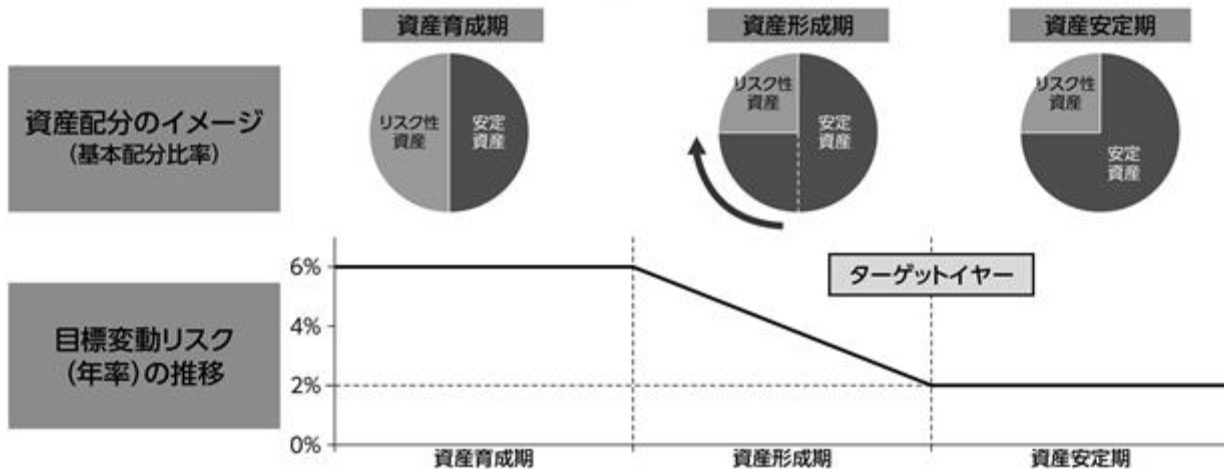 資産育成期
資産形成期
資産安定期
資産配分のイメージ
(基本配分比率)
リスク性
資産
安定
資産
リスク性
資産
安定
資産
リスク性
資産
安定
資産
目標変動リスク
(年率)の推移
6%
4%
2%
0%
ターゲットイヤー
資産育成期
資産形成期
資産安定期